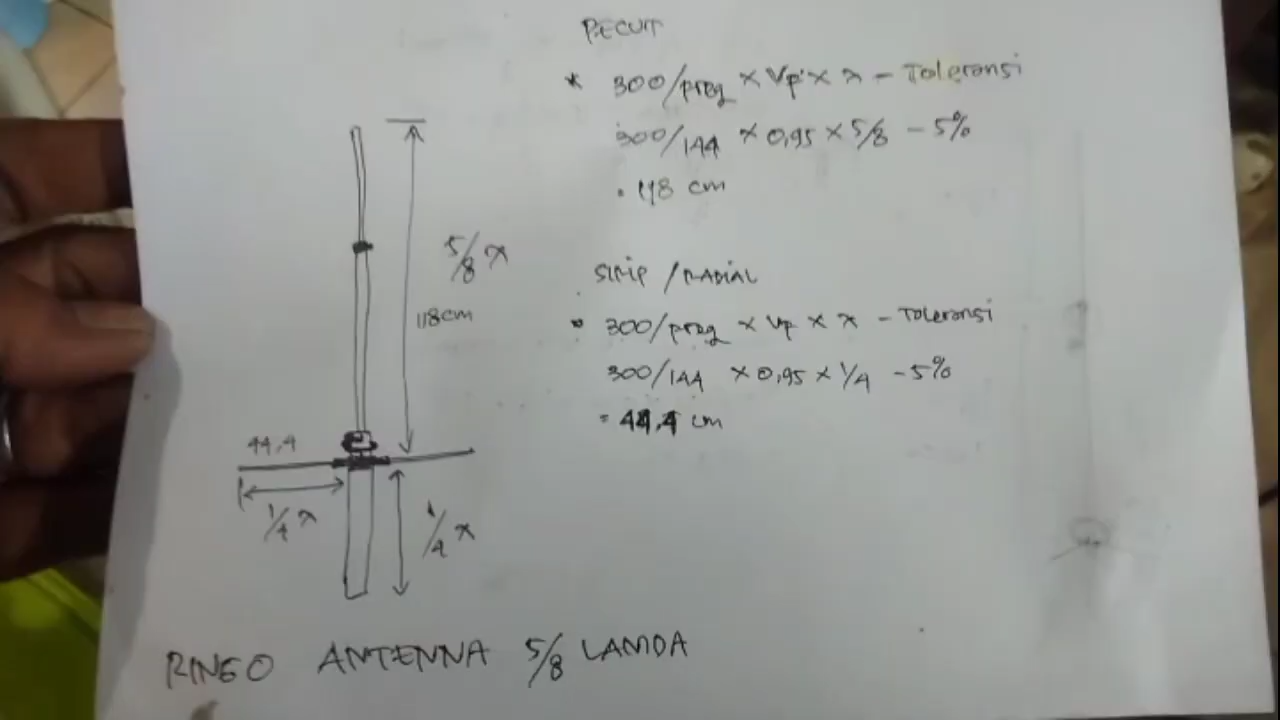 PECUT
* 300/preq × Vp × λ - Toleransi
300/144 × 0,95 × 5/8 - 5%
= 118 cm
SIRIP / RADIAL
* 300/preq × Vp × λ - Toleransi
300/144 × 0,95 × 1/4 - 5%
= 44,4 cm
5/8 λ
118cm
44,4
1/4 λ
1/4 λ
RINGO ANTENNA 5/8 LAMDA